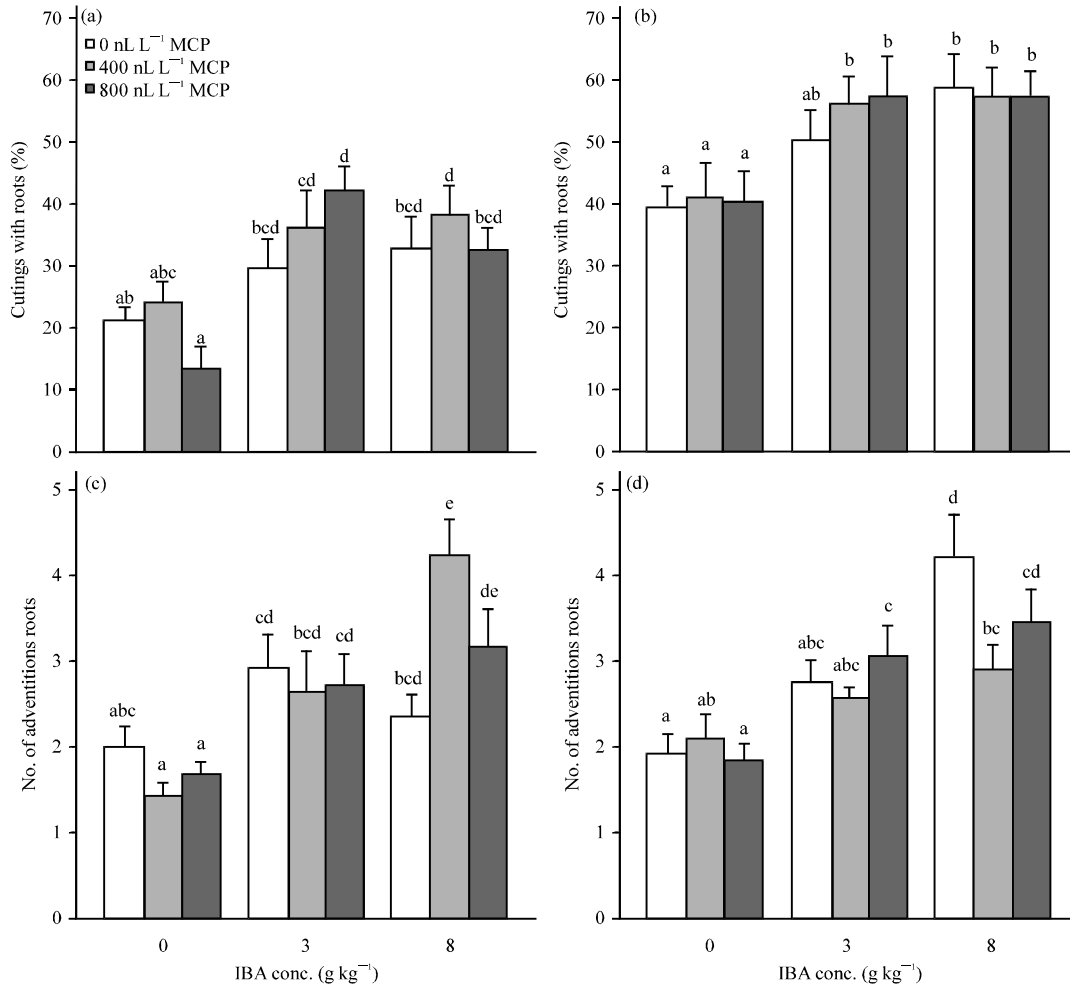 (a)
0 nL L⁻¹ MCP
400 nL L⁻¹ MCP
800 nL L⁻¹ MCP
Cutings with roots (%)
70
60
50
40
30
20
10
0
ab
abc
a
bcd
cd
d
bcd
d
bcd
(b)
Cutings with roots (%)
70
60
50
40
30
20
10
0
a
a
a
ab
b
b
b
b
b
(c)
No. of adventitions roots
5
4
3
2
1
0
abc
a
a
cd
bcd
cd
bcd
e
de
0
3
8
IBA conc. (g kg⁻¹)
(d)
No. of adventitions roots
5
4
3
2
1
0
a
ab
a
abc
abc
c
d
bc
cd
0
3
8
IBA conc. (g kg⁻¹)